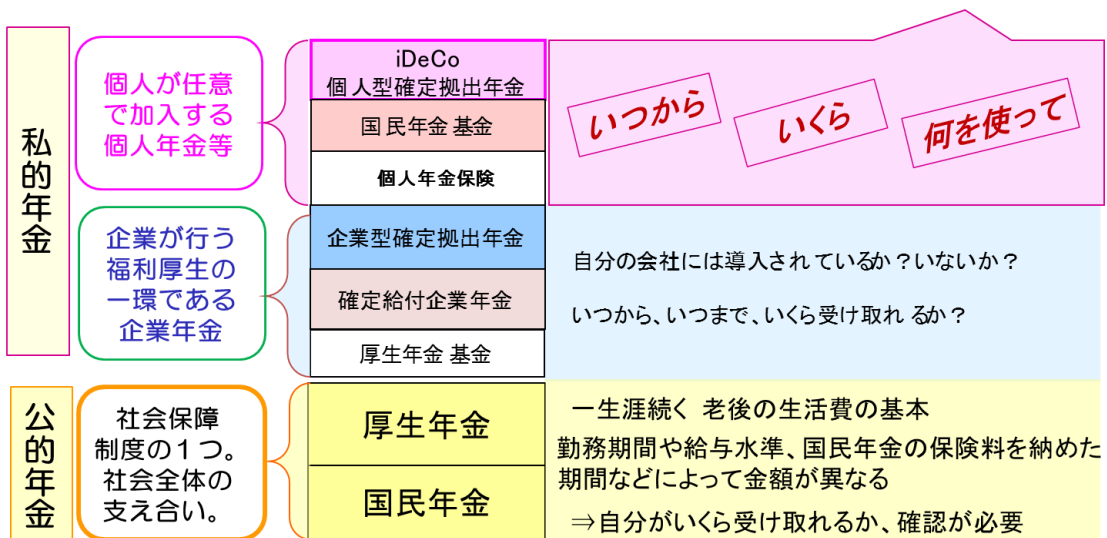 私的年金
個人が任意
で加入する
個人年金等
iDeCo
個人型確定拠出年金
国民年金基金
個人年金保険
いつから
いくら
何を使って
企業が行う
福利厚生の
一環である
企業年金
企業型確定拠出年金
確定給付企業年金
厚生年金基金
自分の会社には導入されているか？いないか？
いつから、いつまで、いくら受け取れるか？
公的年金
社会保障
制度の１つ。
社会全体の
支え合い。
厚生年金
国民年金
一生涯続く 老後の生活費の基本
勤務期間や給与水準、国民年金の保険料を納めた
期間などによって金額が異なる
⇒自分がいくら受け取れるか、確認が必要